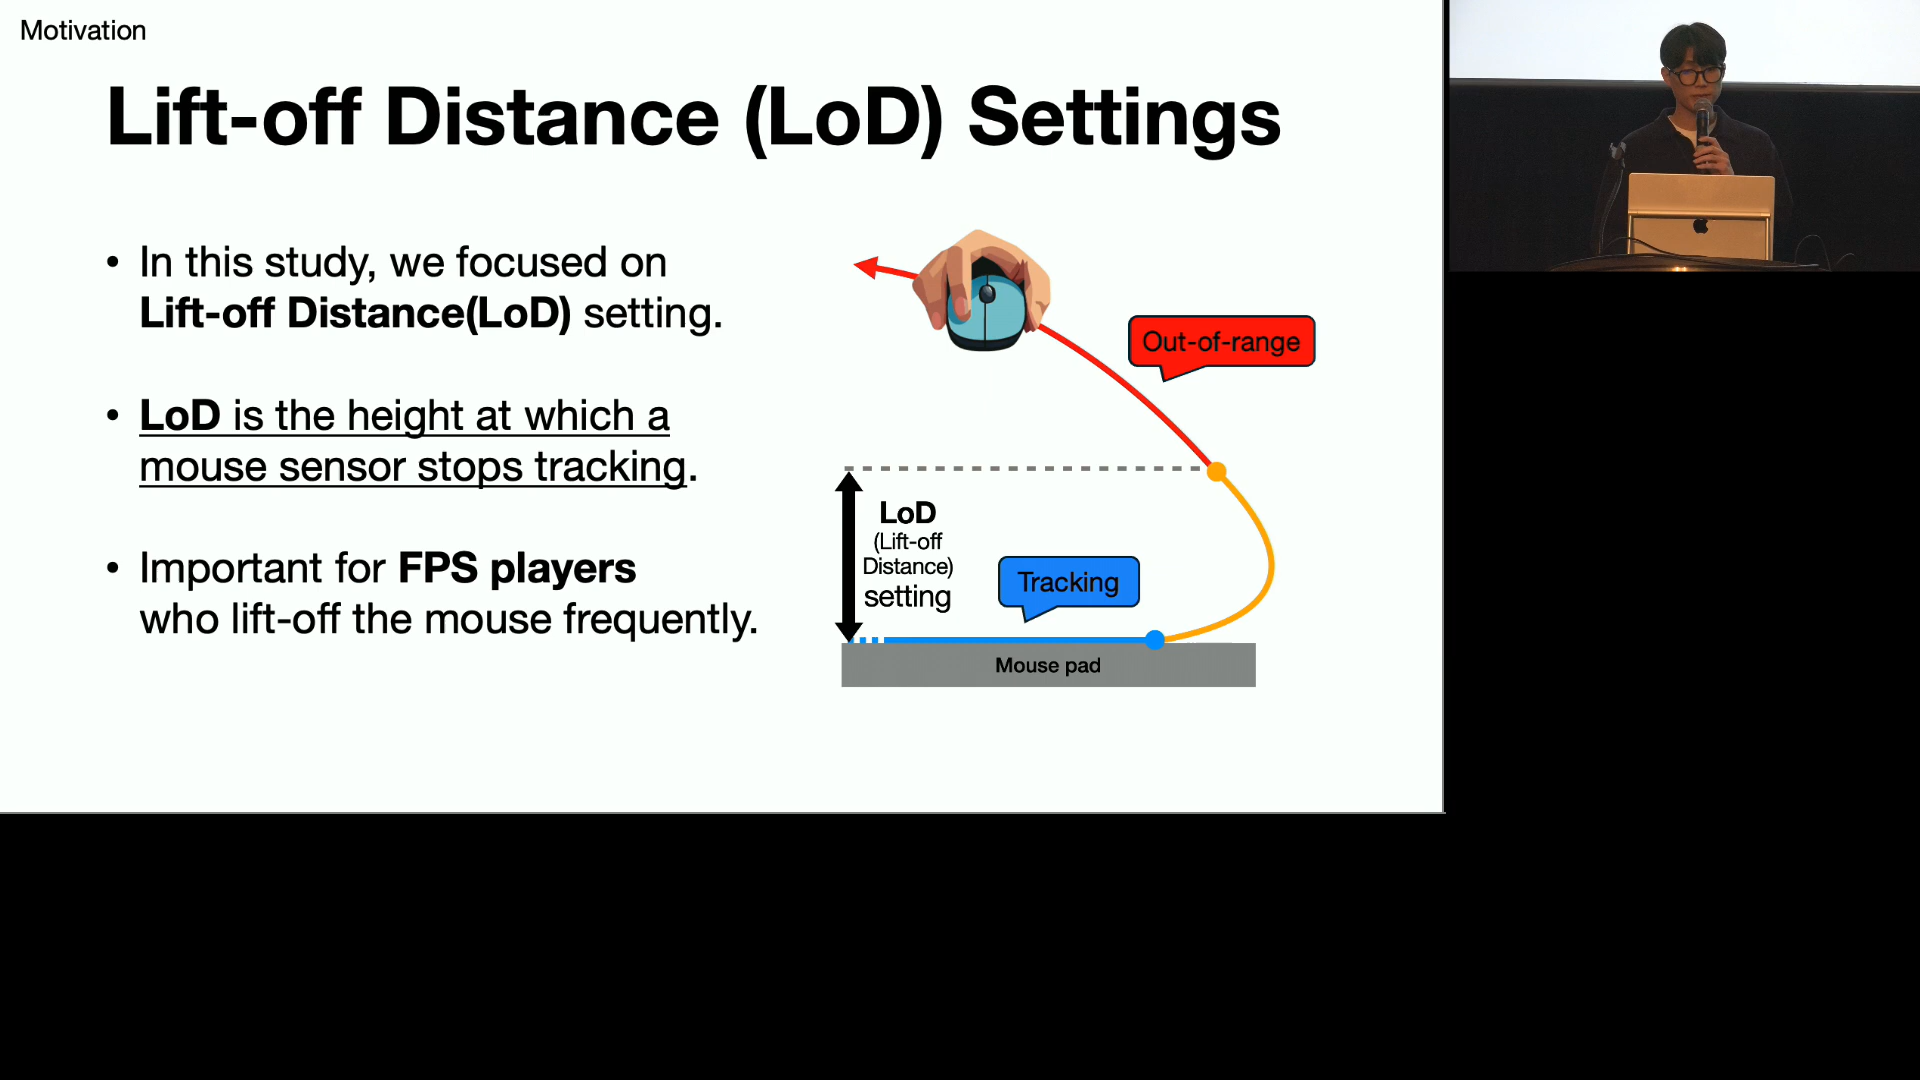 Motivation
Lift-off Distance (LoD) Settings
• In this study, we focused on
Lift-off Distance(LoD) setting.
• LoD is the height at which a
mouse sensor stops tracking.
• Important for FPS players
who lift-off the mouse frequently.
Out-of-range
LoD
(Lift-off
Distance)
setting
Tracking
Mouse pad